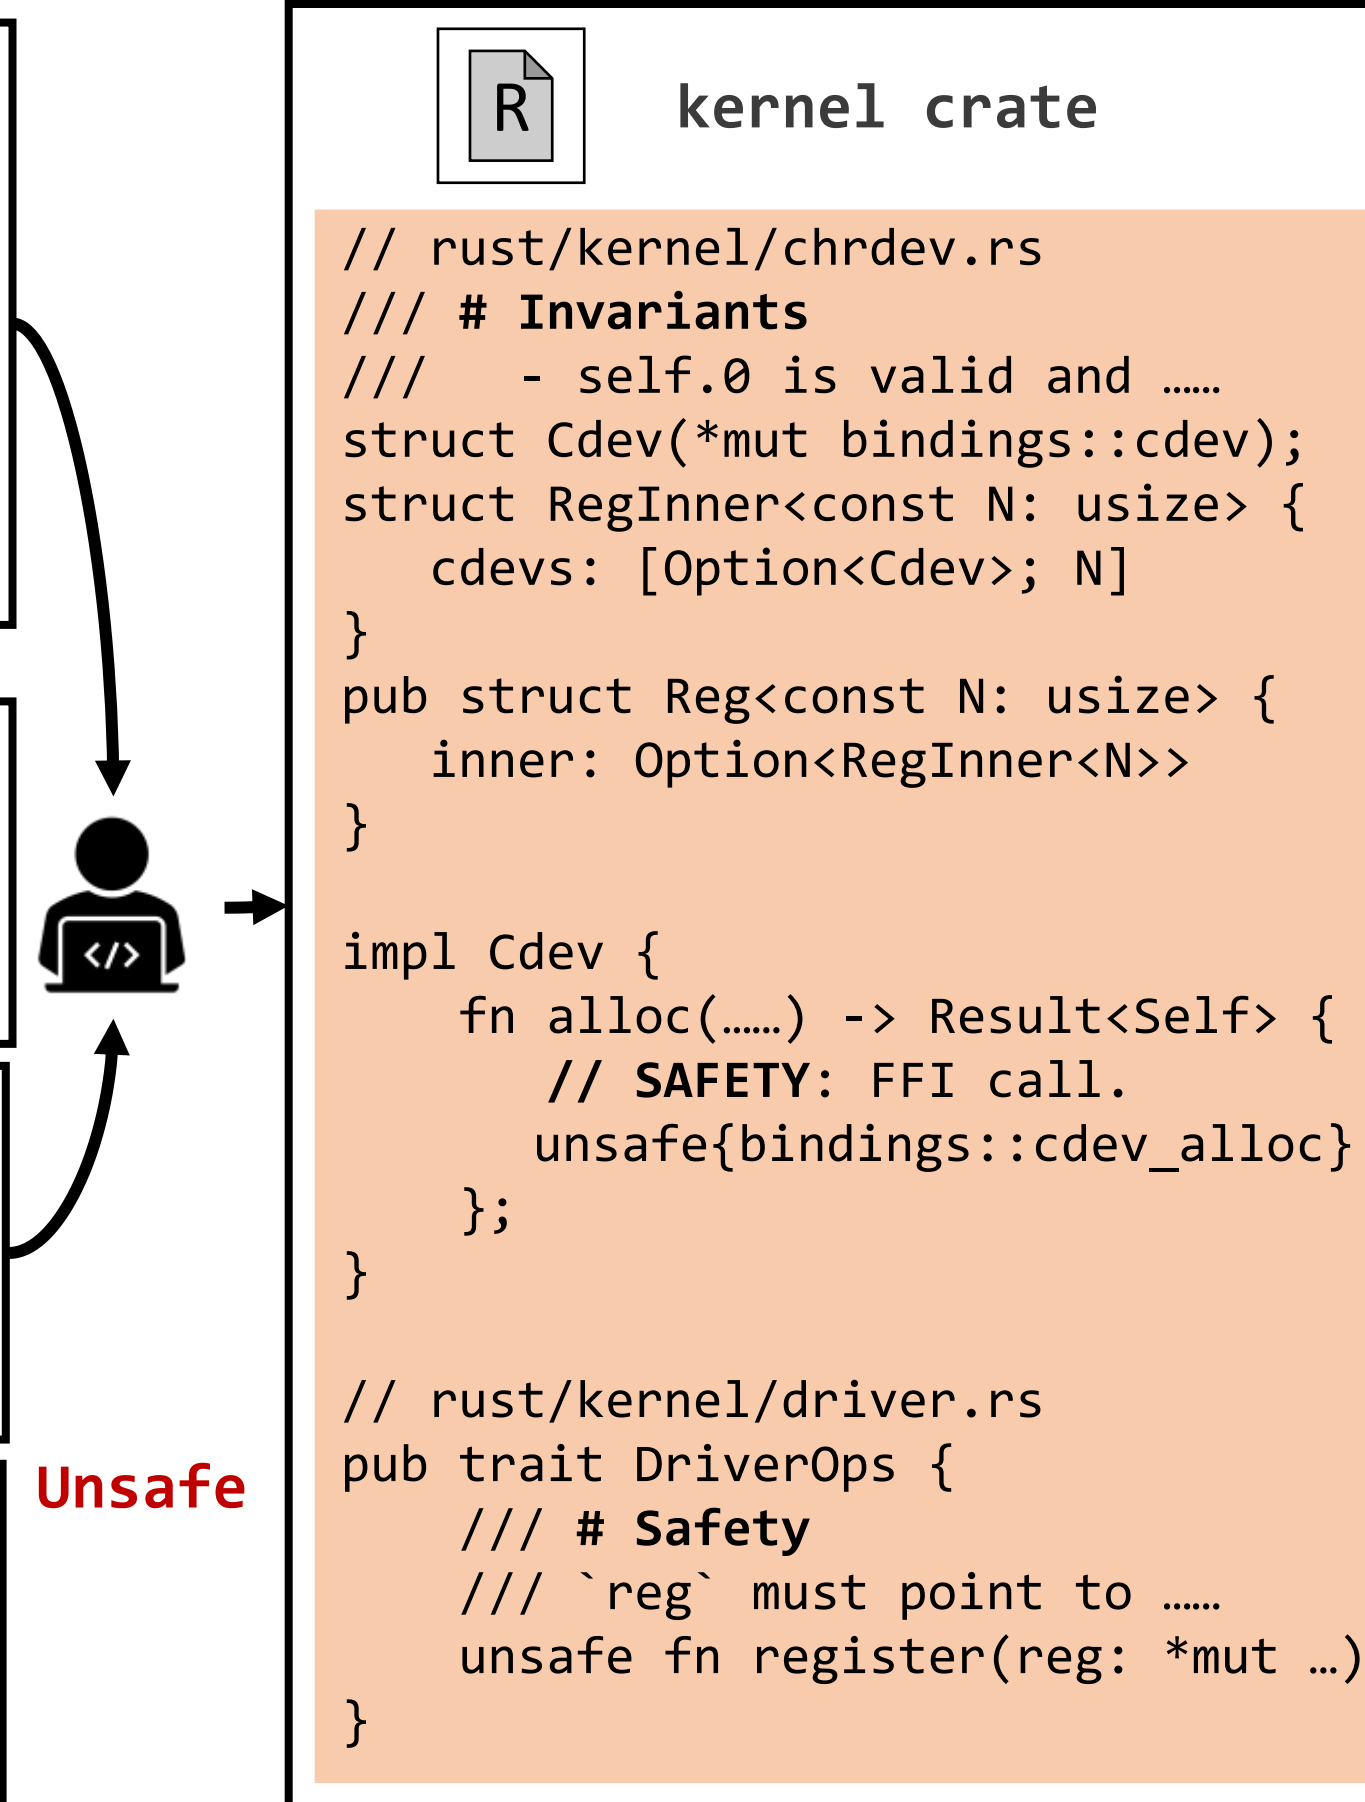 R
kernel crate
// rust/kernel/chrdev.rs
/// # Invariants
///   - self.0 is valid and ……
struct Cdev(*mut bindings::cdev);
struct RegInner<const N: usize> {
   cdevs: [Option<Cdev>; N]
}
pub struct Reg<const N: usize> {
   inner: Option<RegInner<N>>
}
</>
impl Cdev {
    fn alloc(……) -> Result<Self> {
       // SAFETY: FFI call.
       unsafe{bindings::cdev_alloc}
    };
}
// rust/kernel/driver.rs
pub trait DriverOps {
    /// # Safety
    /// `reg` must point to ……
    unsafe fn register(reg: *mut …)
}
Unsafe